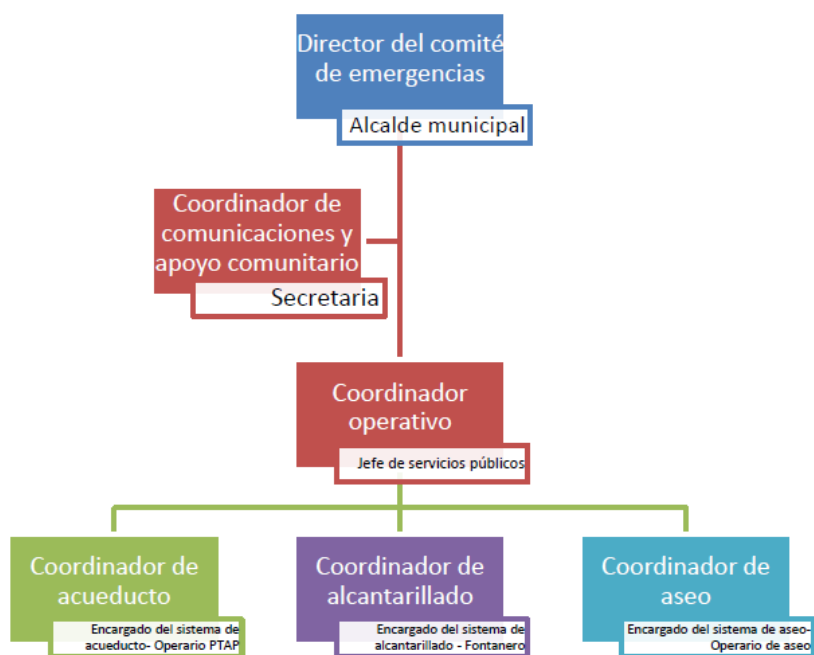 Director del comité
de emergencias
Alcalde municipal
Coordinador de
comunicaciones y
apoyo comunitario
Secretaria
Coordinador
operativo
Jefe de servicios públicos
Coordinador de
acueducto
Encargado del sistema de
acueducto- Operario PTAP
Coordinador de
alcantarillado
Encargado del sistema de
alcantarillado - Fontanero
Coordinador de
aseo
Encargado del sistema de aseo-
Operario de aseo